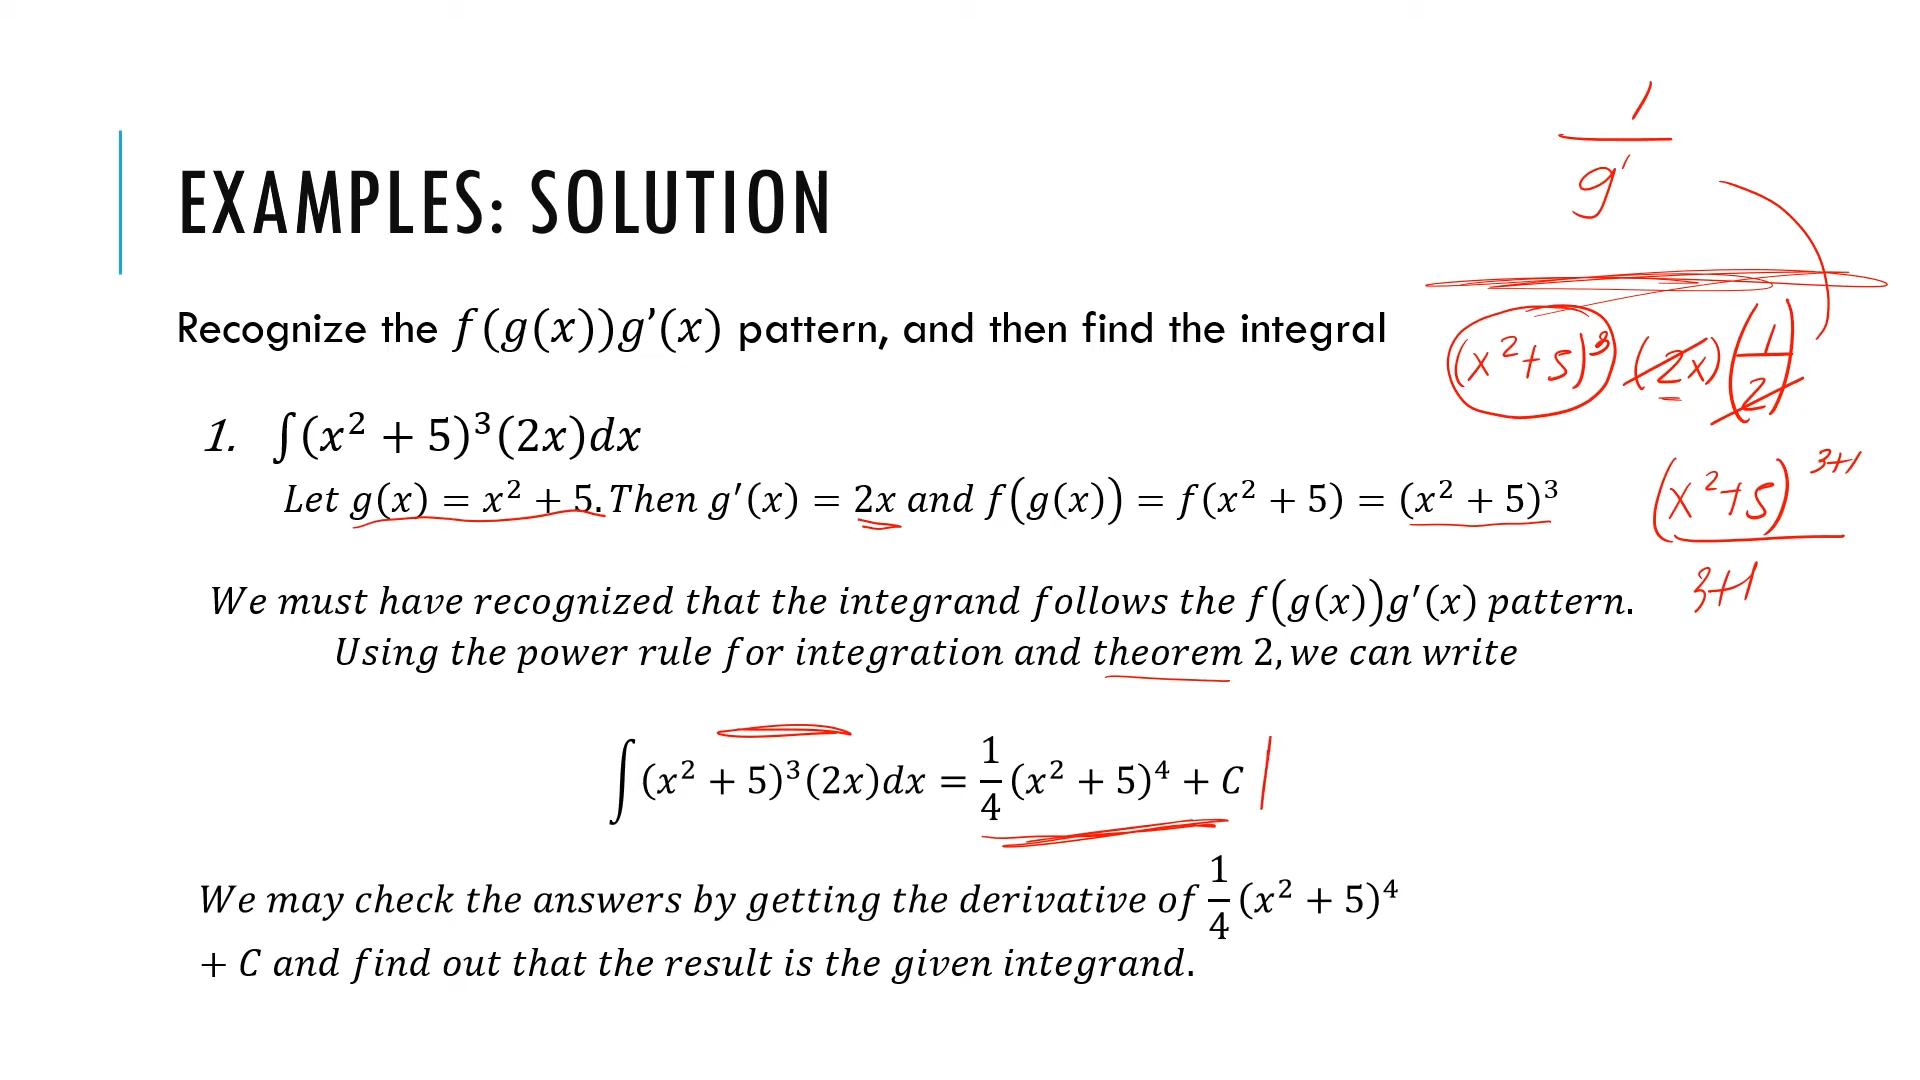 EXAMPLES: SOLUTION
Recognize the f(g(x))g’(x) pattern, and then find the integral
1. ∫(x² + 5)³(2x)dx
Let g(x) = x² + 5. Then g′(x) = 2x and f(g(x)) = f(x² + 5) = (x² + 5)³
We must have recognized that the integrand follows the f(g(x))g′(x) pattern.
Using the power rule for integration and theorem 2, we can write
∫(x² + 5)³(2x)dx = 1/4 (x² + 5)⁴ + C
We may check the answers by getting the derivative of 1/4 (x² + 5)⁴
+ C and find out that the result is the given integrand.
1
g'
(x²+5)³ (2x) (1/2)
(x²+5)³⁺¹
3+1